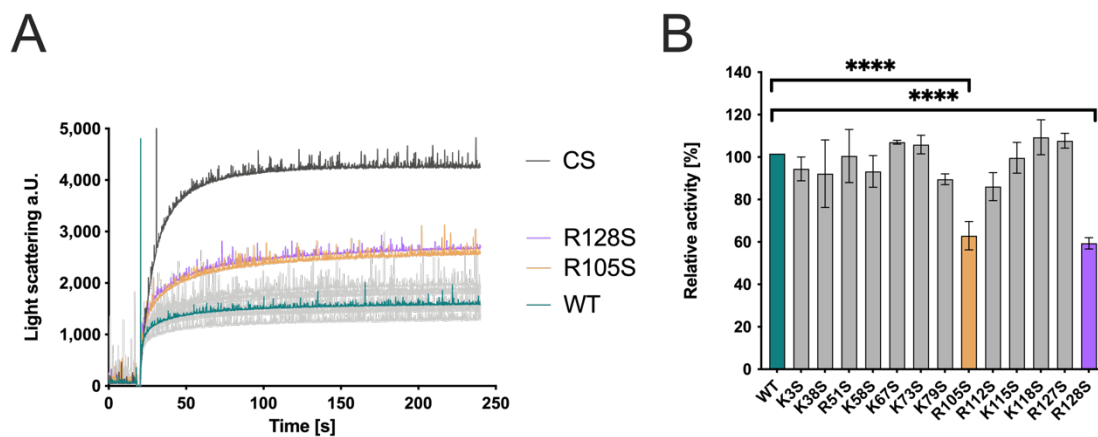 A
Light scattering a.U.
5,000
4,000
3,000
2,000
1,000
0
0 50 100 150 200 250
Time [s]
CS
R128S
R105S
WT
B
****
****
Relative activity [%]
140
120
100
80
60
40
20
0
WT K3S K38S R51S K58S K67S K73S K79S R105S R112S K115S K118S R127S R128S